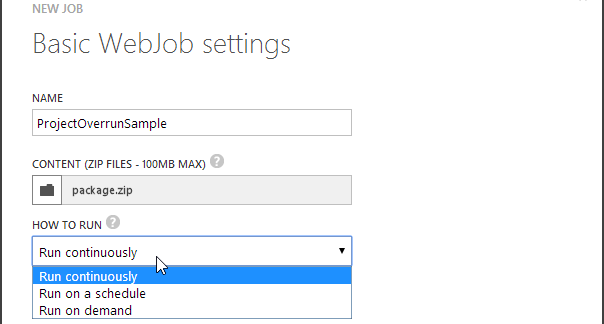 NEW JOB
Basic WebJob settings
NAME
ProjectOverrunSample
CONTENT (ZIP FILES - 100MB MAX) ?
package.zip
HOW TO RUN ?
Run continuously
Run continuously
Run on a schedule
Run on demand